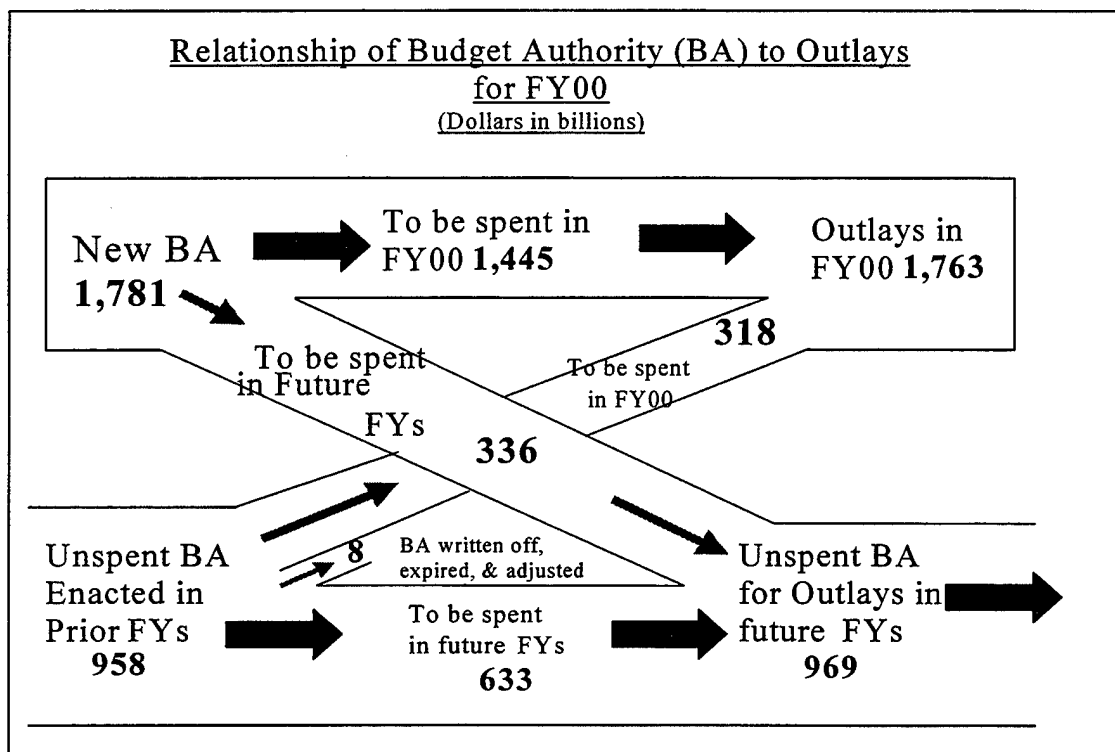 Relationship of Budget Authority (BA) to Outlays
for FY00
(Dollars in billions)
New BA
1,781
To be spent in
FY00 1,445
Outlays in
FY00 1,763
318
To be spent
in FY00
To be spent
in Future
FYs
336
Unspent BA
Enacted in
Prior FYs
958
8
BA written off,
expired, & adjusted
To be spent
in future FYs
633
Unspent BA
for Outlays in
future FYs
969